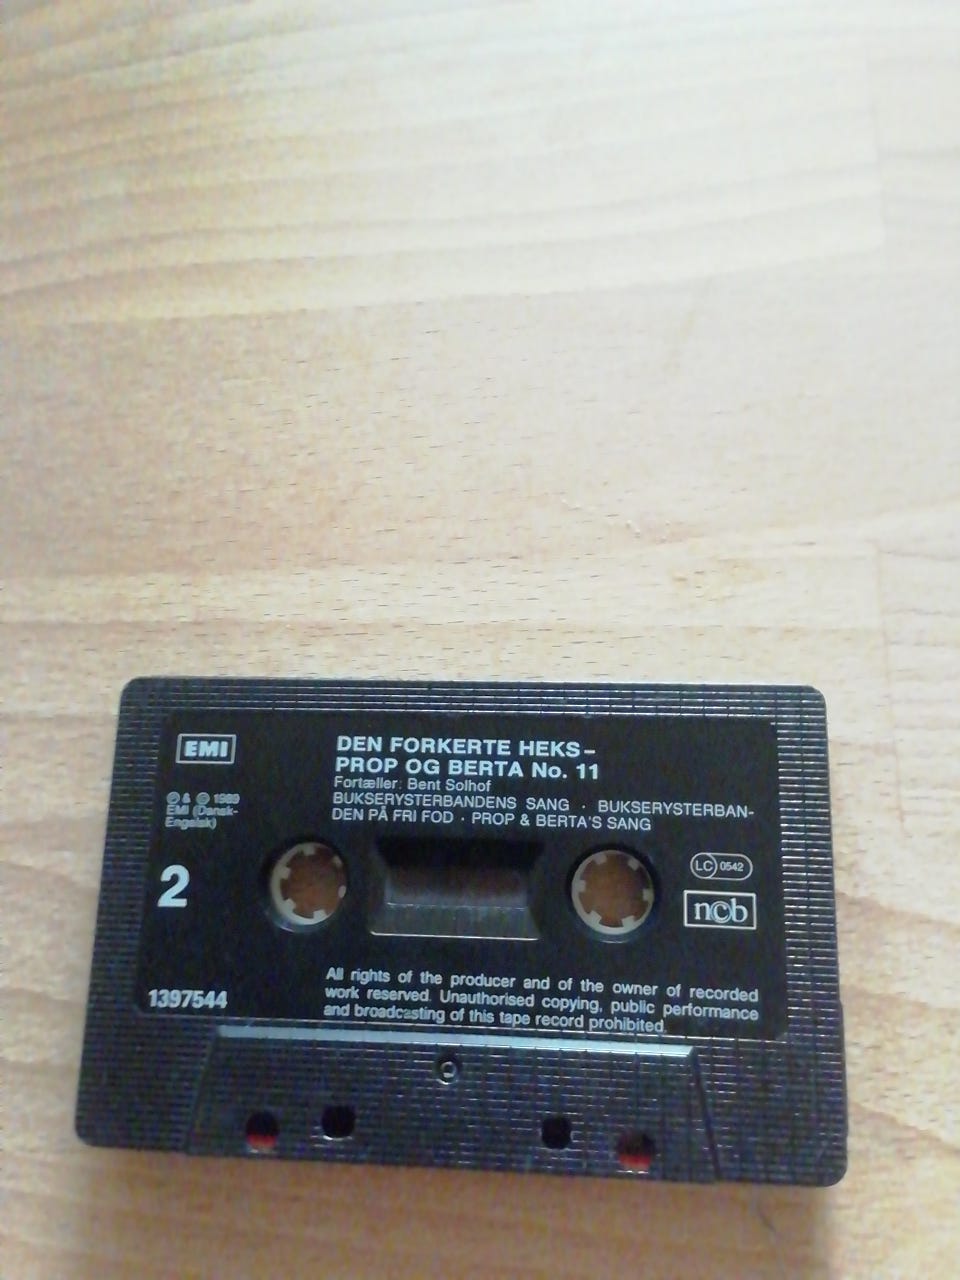 EMI
DEN FORKERTE HEKS–
PROP OG BERTA No. 11
Fortæller: Bent Solhof
BUKSERYSTERBANDENS SANG · BUKSERYSTERBAN-
DEN PÅ FRI FOD · PROP & BERTA'S SANG
℗ & © 1989
EMI (Dansk-
Engelsk)
2
LC 0542
ncb
1397544
All rights of the producer and of the owner of recorded
work reserved. Unauthorised copying, public performance
and broadcasting of this tape record prohibited.